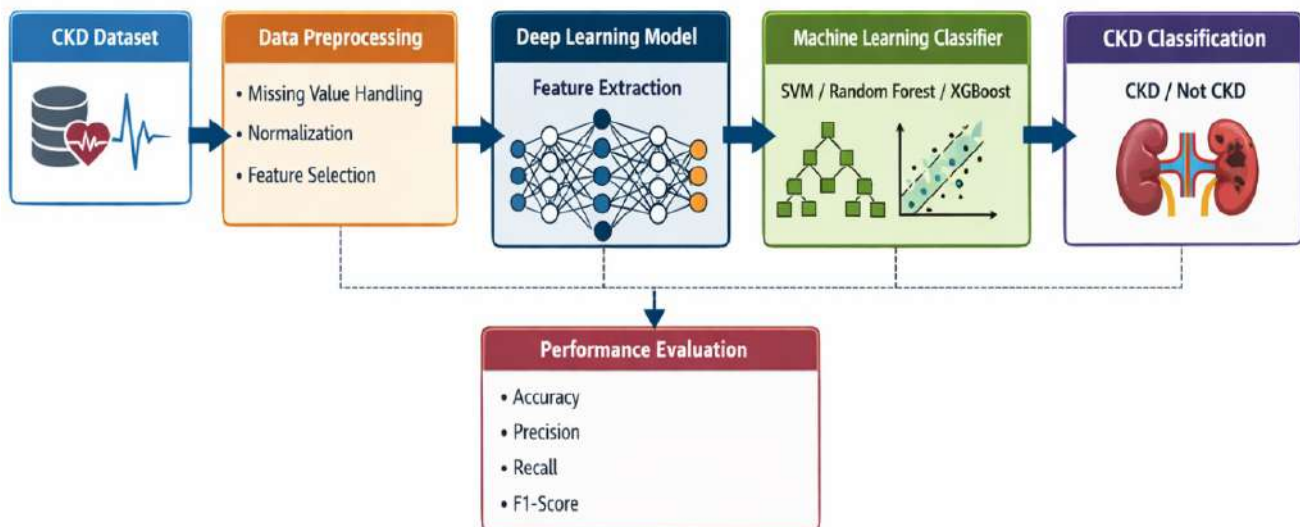 CKD Dataset
Data Preprocessing
• Missing Value Handling
• Normalization
• Feature Selection
Deep Learning Model
Feature Extraction
Machine Learning Classifier
SVM / Random Forest / XGBoost
CKD Classification
CKD / Not CKD
Performance Evaluation
• Accuracy
• Precision
• Recall
• F1-Score